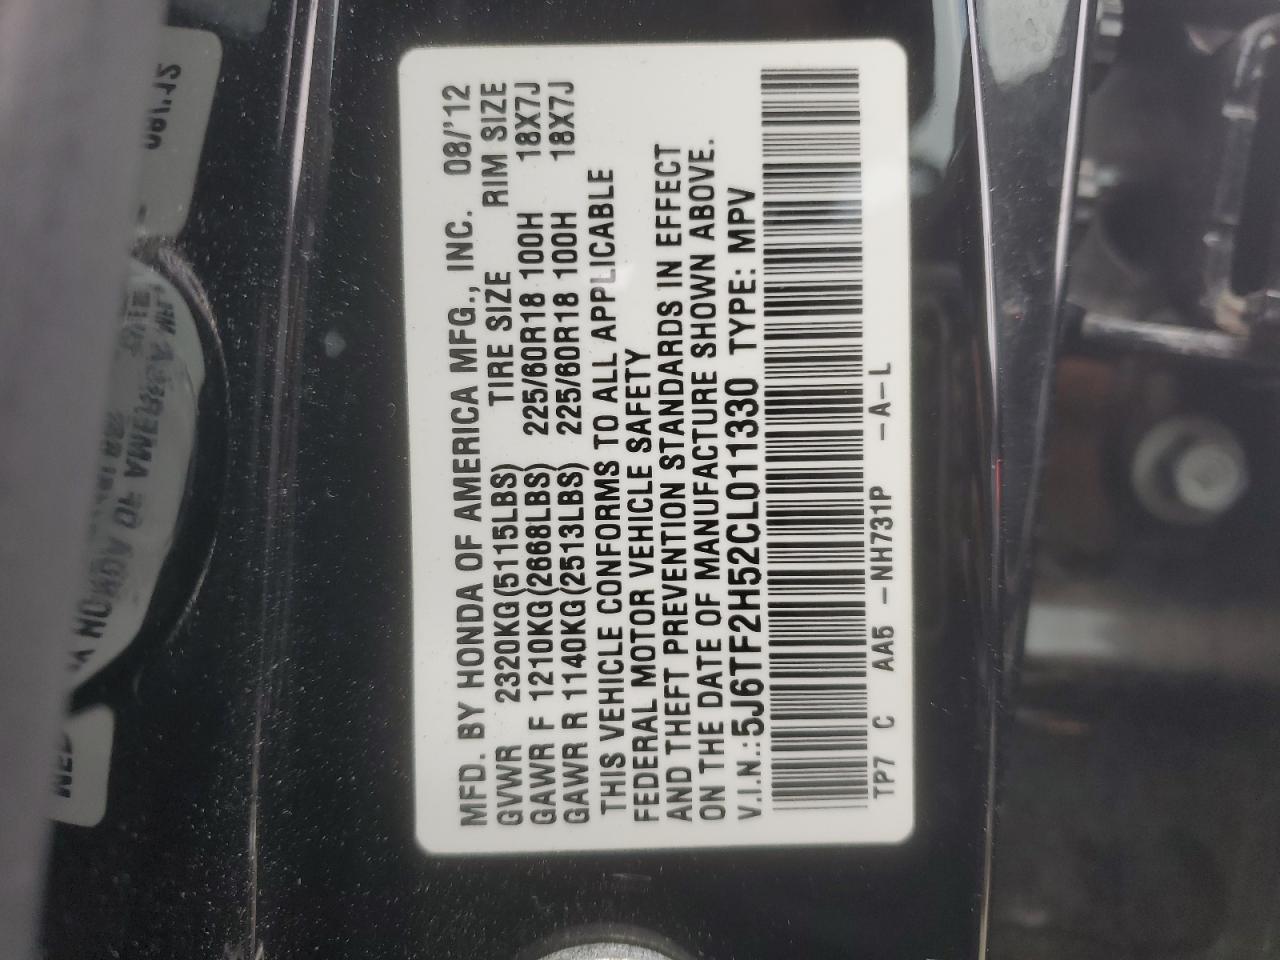 MFD. BY HONDA OF AMERICA MFG., INC. 08/'12
GVWR 2320KG(5115LBS) TIRE SIZE RIM SIZE
GAWR F 1210KG(2668LBS) 225/60R18 100H 18X7J
GAWR R 1140KG(2513LBS) 225/60R18 100H 18X7J
THIS VEHICLE CONFORMS TO ALL APPLICABLE
FEDERAL MOTOR VEHICLE SAFETY
AND THEFT PREVENTION STANDARDS IN EFFECT
ON THE DATE OF MANUFACTURE SHOWN ABOVE.
V.I.N.:5J6TF2H52CL011330 TYPE: MPV
TP7 C AA5 -NH731P -A-L